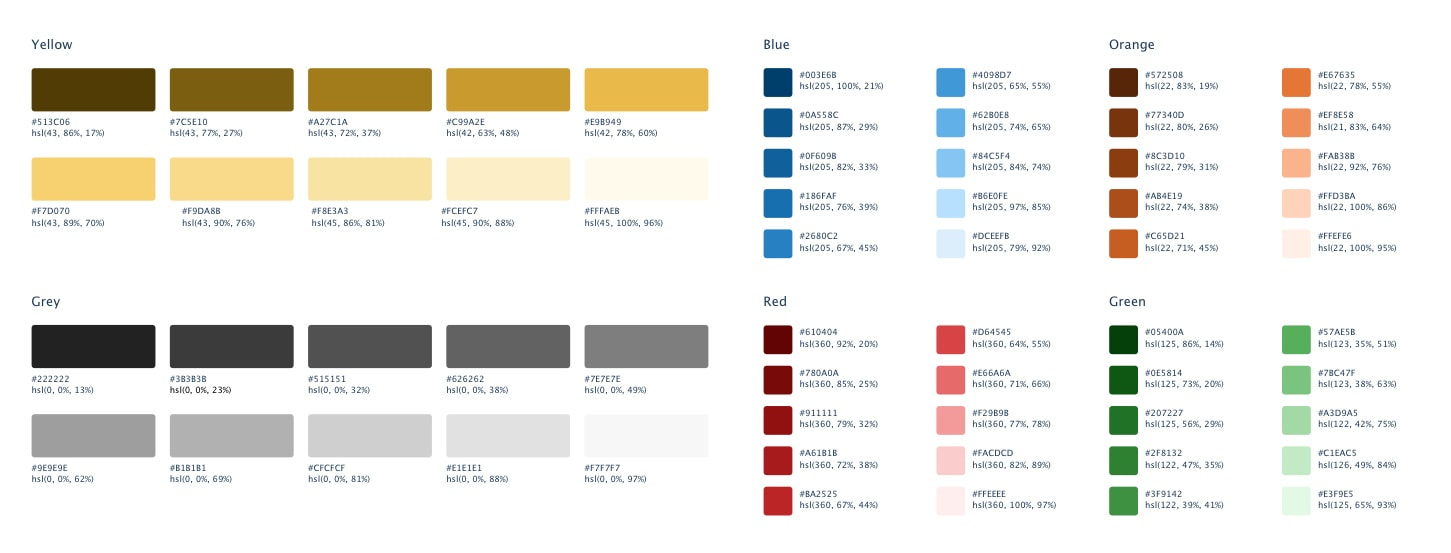 Yellow
#513C06
hsl(43, 86%, 17%)
#7C5E10
hsl(43, 77%, 27%)
#A27C1A
hsl(43, 72%, 37%)
#C99A2E
hsl(42, 63%, 48%)
#E9B949
hsl(42, 78%, 60%)
#F7D070
hsl(43, 89%, 70%)
#F9DA8B
hsl(43, 90%, 76%)
#F8E3A3
hsl(45, 86%, 81%)
#FCEFC7
hsl(45, 90%, 88%)
#FFFAEB
hsl(45, 100%, 96%)
Blue
#003E6B
hsl(205, 100%, 21%)
#0A558C
hsl(205, 87%, 29%)
#0F609B
hsl(205, 82%, 33%)
#186FAF
hsl(205, 76%, 39%)
#2680C2
hsl(205, 67%, 45%)
#4098D7
hsl(205, 65%, 55%)
#62B0E8
hsl(205, 74%, 65%)
#84C5F4
hsl(205, 84%, 74%)
#B6E0FE
hsl(205, 97%, 85%)
#DCEEFB
hsl(205, 79%, 92%)
Orange
#572508
hsl(22, 83%, 19%)
#77340D
hsl(22, 80%, 26%)
#8C3D10
hsl(22, 79%, 31%)
#AB4E19
hsl(22, 74%, 38%)
#C65D21
hsl(22, 71%, 45%)
#E67635
hsl(22, 78%, 55%)
#EF8E58
hsl(21, 83%, 64%)
#FAB38B
hsl(22, 92%, 76%)
#FFD3BA
hsl(22, 100%, 86%)
#FFEFE6
hsl(22, 100%, 95%)
Grey
#222222
hsl(0, 0%, 13%)
#3B3B3B
hsl(0, 0%, 23%)
#515151
hsl(0, 0%, 32%)
#626262
hsl(0, 0%, 38%)
#7E7E7E
hsl(0, 0%, 49%)
#9E9E9E
hsl(0, 0%, 62%)
#B1B1B1
hsl(0, 0%, 69%)
#CFCFCF
hsl(0, 0%, 81%)
#E1E1E1
hsl(0, 0%, 88%)
#F7F7F7
hsl(0, 0%, 97%)
Red
#610404
hsl(360, 92%, 20%)
#780A0A
hsl(360, 85%, 25%)
#911111
hsl(360, 79%, 32%)
#A61B1B
hsl(360, 72%, 38%)
#BA2525
hsl(360, 67%, 44%)
#D64545
hsl(360, 64%, 55%)
#E66A6A
hsl(360, 71%, 66%)
#F29B9B
hsl(360, 77%, 78%)
#FACDCD
hsl(360, 82%, 89%)
#FFEEEE
hsl(360, 100%, 97%)
Green
#05400A
hsl(125, 86%, 14%)
#0E5814
hsl(125, 73%, 20%)
#207227
hsl(125, 56%, 29%)
#2F8132
hsl(122, 47%, 35%)
#3F9142
hsl(122, 39%, 41%)
#57AE5B
hsl(123, 35%, 51%)
#7BC47F
hsl(123, 38%, 63%)
#A3D9A5
hsl(122, 42%, 75%)
#C1EAC5
hsl(126, 49%, 84%)
#E3F9E5
hsl(125, 65%, 93%)